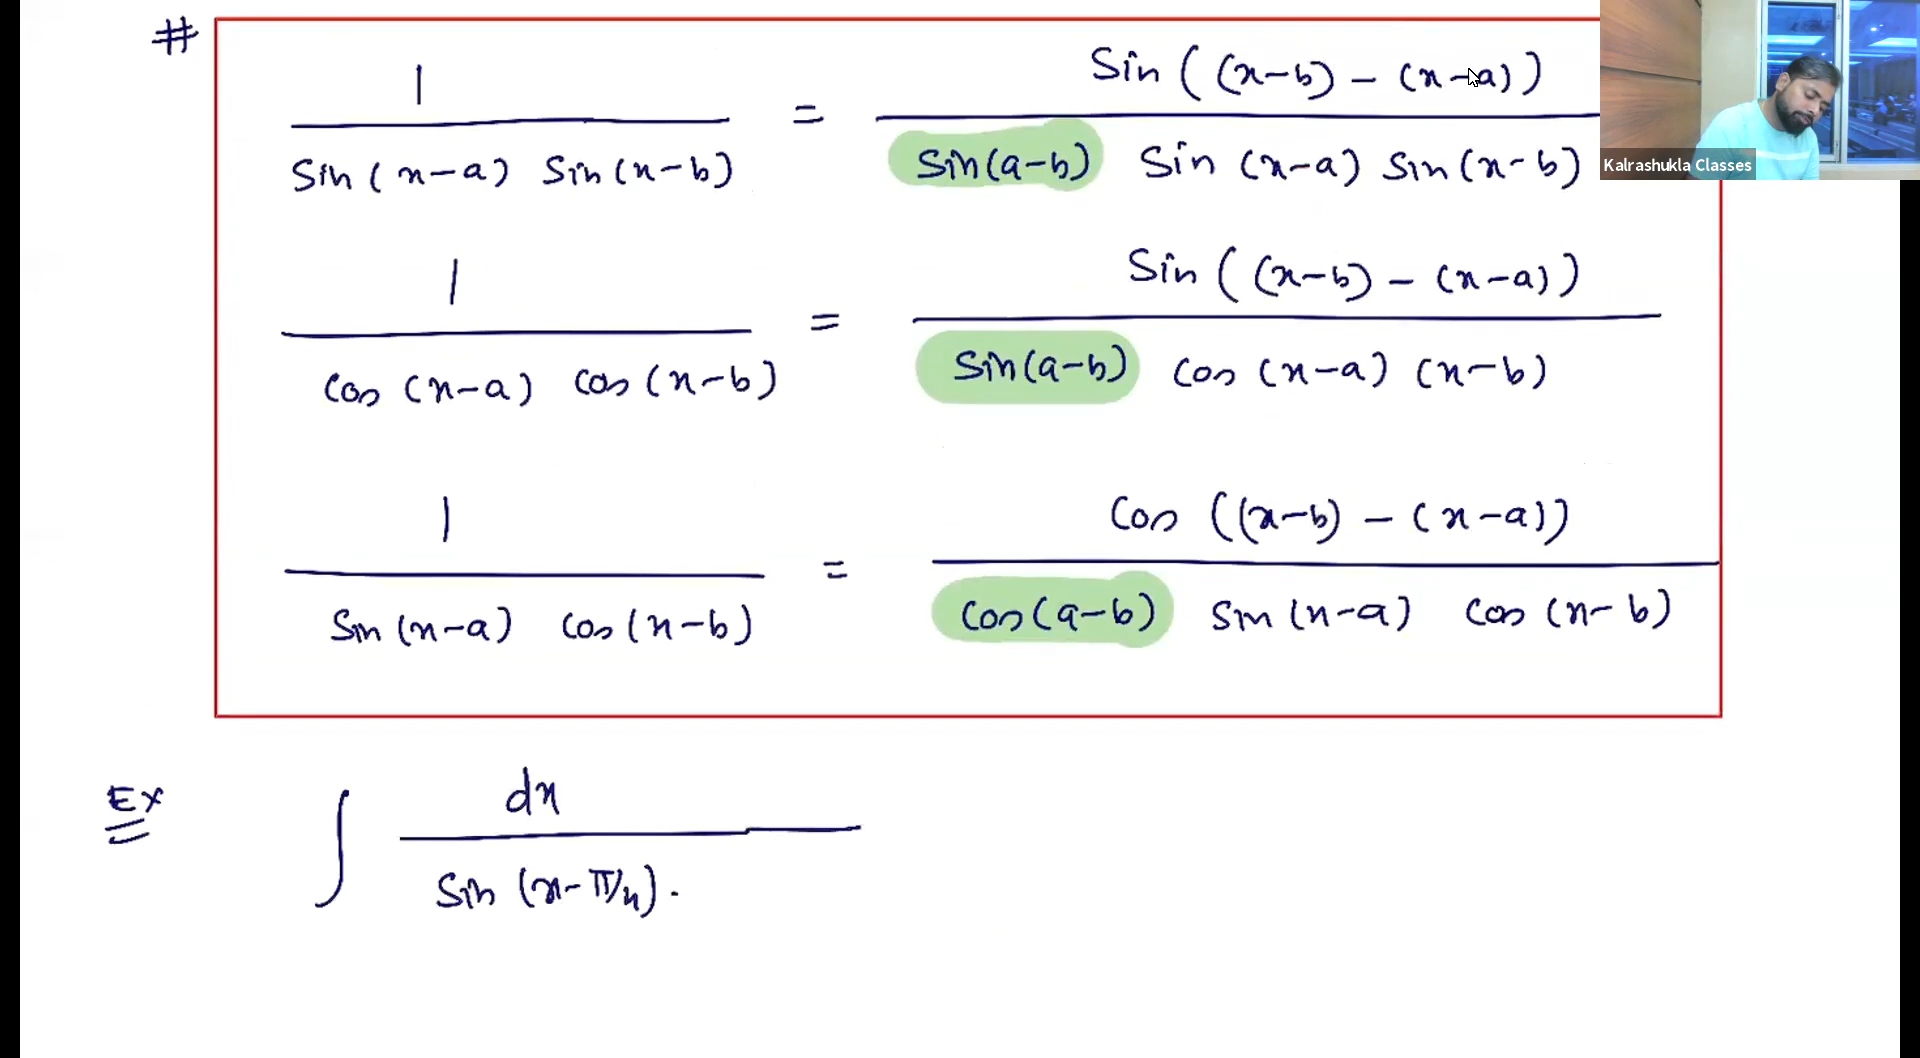 #
1 / Sin(x-a) Sin(x-b) = Sin((x-b) - (x-a)) / Sin(a-b) Sin(x-a) Sin(x-b)
1 / Cos(x-a) Cos(x-b) = Sin((x-b) - (x-a)) / Sin(a-b) Cos(x-a) (x-b)
1 / Sin(x-a) Cos(x-b) = Cos((x-b) - (x-a)) / Cos(a-b) Sin(x-a) Cos(x-b)
Ex ∫ dx / Sin(x-π/4).
Kalrashukla Classes